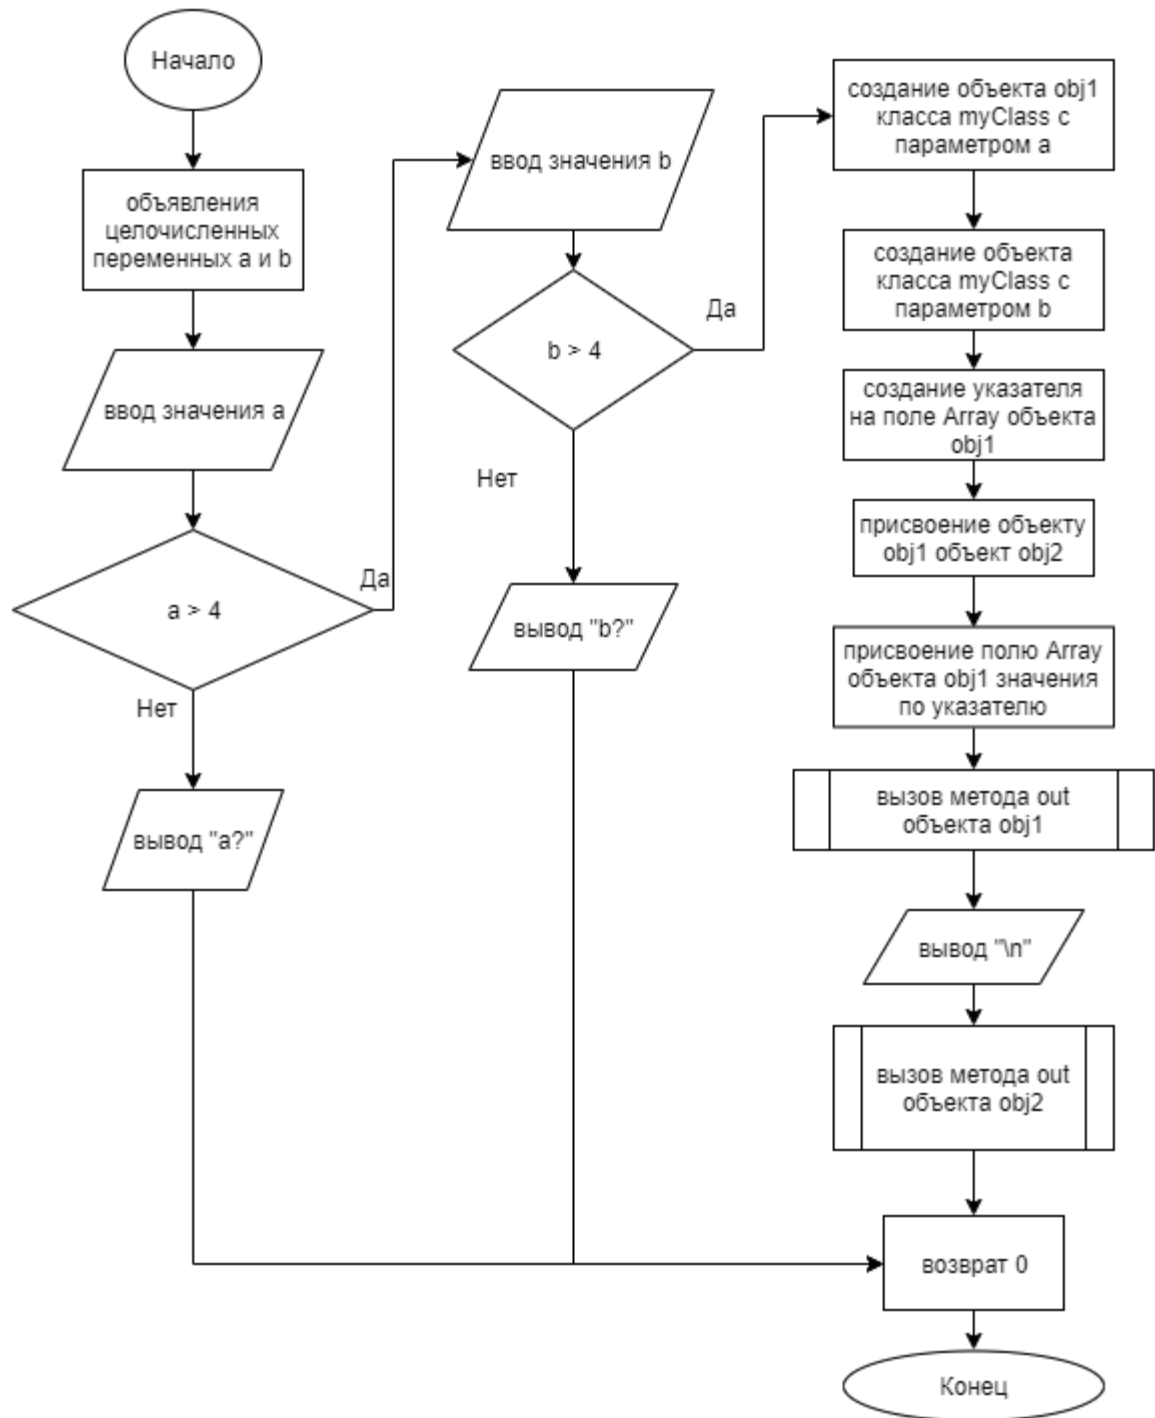 Начало
объявления
целочисленных
переменных a и b
ввод значения a
a > 4
Да
Нет
вывод "a?"
ввод значения b
b > 4
Да
Нет
вывод "b?"
создание объекта obj1
класса myClass с
параметром a
создание объекта
класса myClass с
параметром b
создание указателя
на поле Array объекта
obj1
присвоение объекту
obj1 объект obj2
присвоение полю Array
объекта obj1 значения
по указателю
вызов метода out
объекта obj1
вывод "\n"
вызов метода out
объекта obj2
возврат 0
Конец